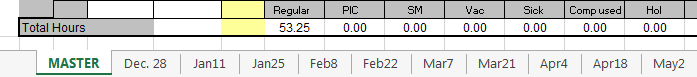 Regular PIC SM Vac Sick Comp used Hol
Total Hours 53.25 0.00 0.00 0.00 0.00 0.00 0.00
MASTER Dec. 28 Jan11 Jan25 Feb8 Feb22 Mar7 Mar21 Apr4 Apr18 May2